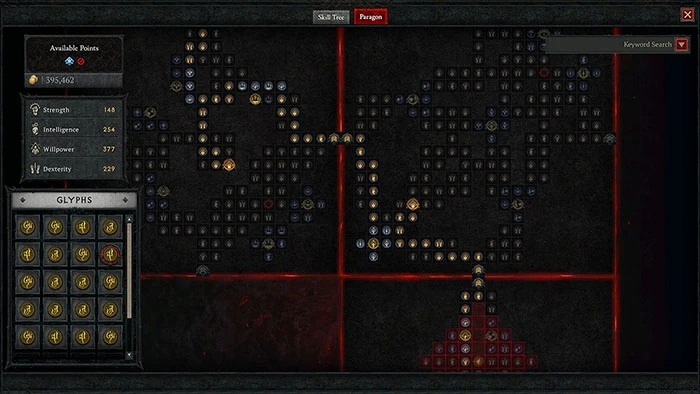 Skill Tree
Paragon
Available Points
395,462
Keyword Search
Strength 148
Intelligence 254
Willpower 377
Dexterity 229
GLYPHS